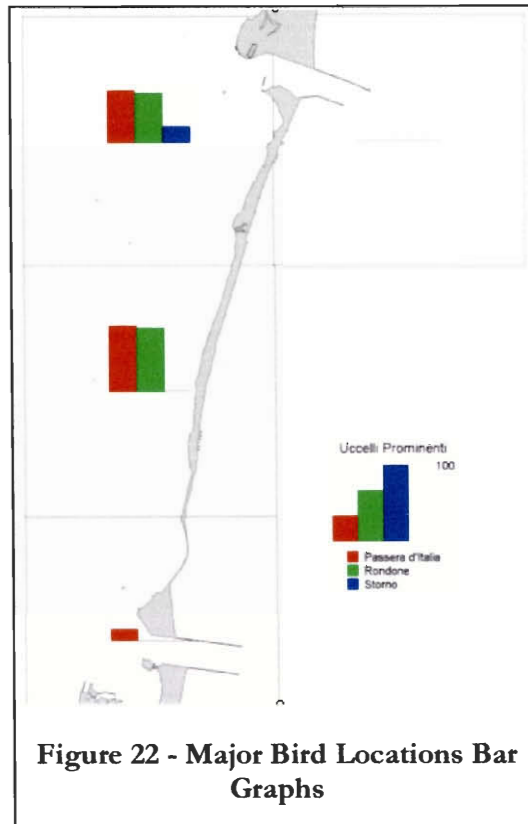 Uccelli Prominenti
100
Passera d'Italia
Rondone
Storno
Figure 22 - Major Bird Locations Bar
Graphs